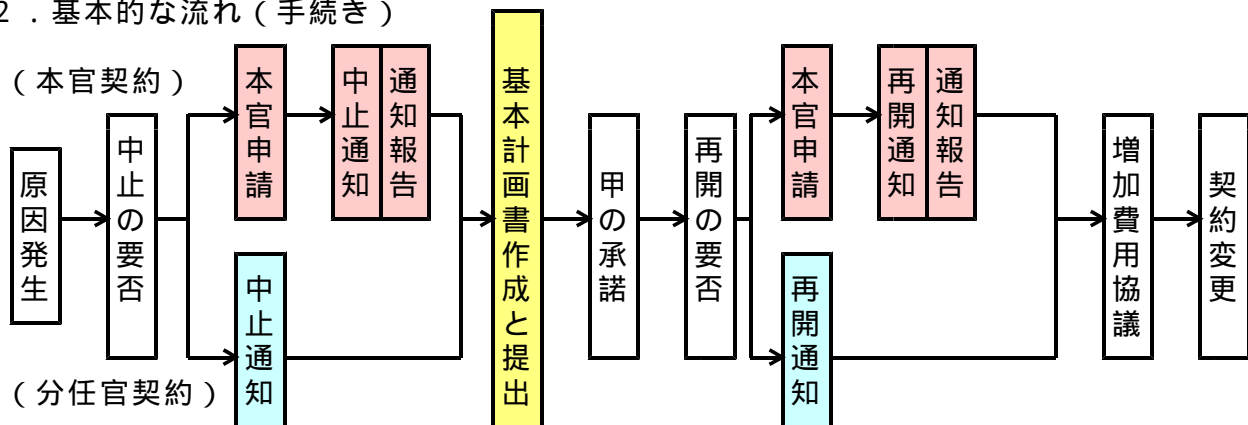 ２．基本的な流れ（手続き）
（本官契約）
原因発生
中止の要否
本官申請
中止通知
通知報告
中止通知
（分任官契約）
基本計画書作成と提出
甲の承諾
再開の要否
本官申請
再開通知
通知報告
再開通知
増加費用協議
契約変更